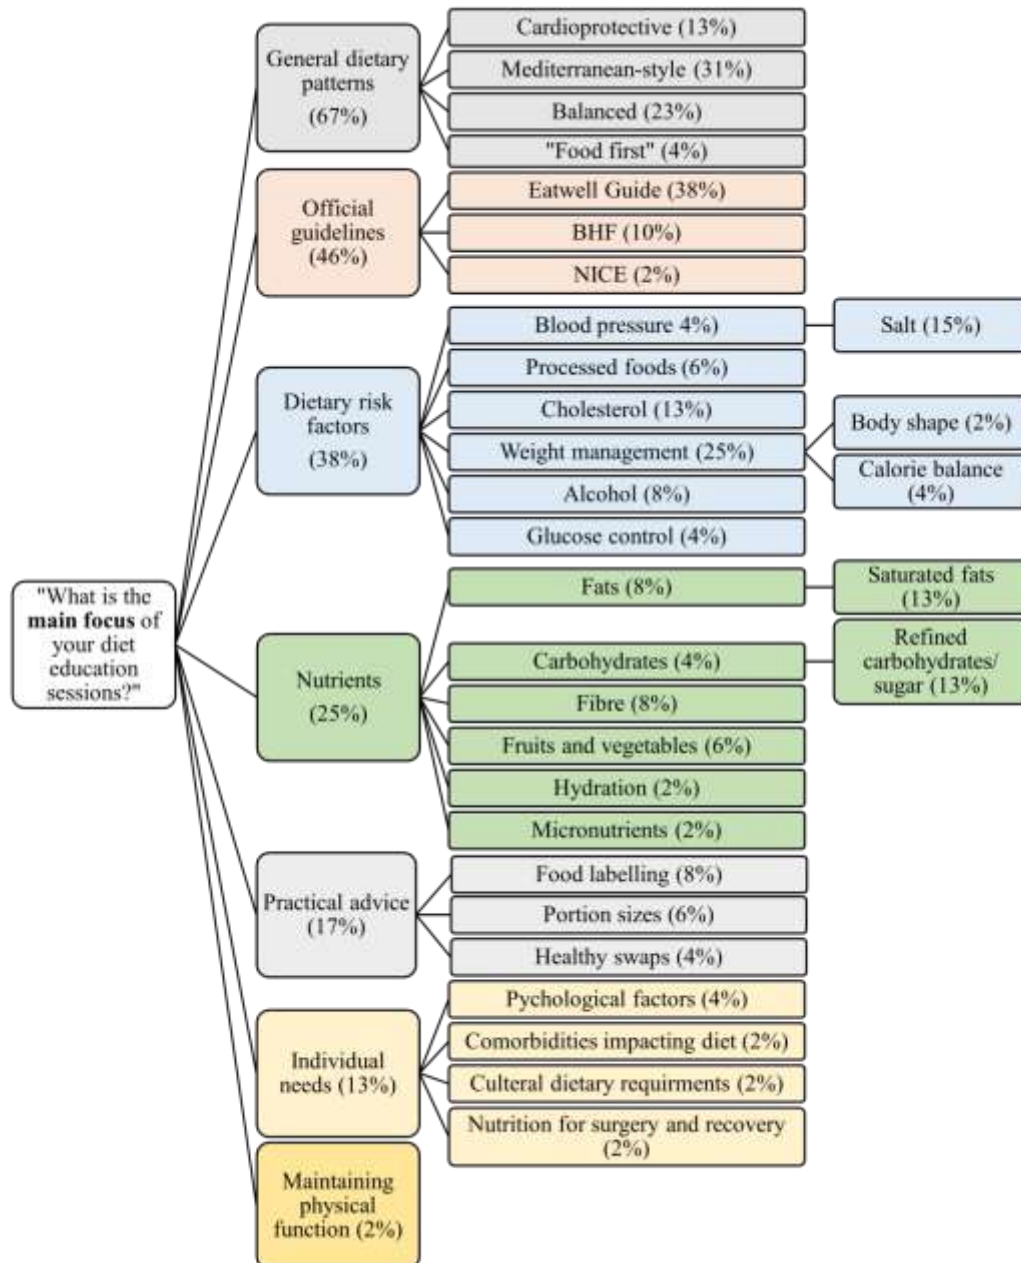 "What is the
main focus of
your diet
education
sessions?"
General dietary
patterns
(67%)
Cardioprotective (13%)
Mediterranean-style (31%)
Balanced (23%)
"Food first" (4%)
Official
guidelines
(46%)
Eatwell Guide (38%)
BHF (10%)
NICE (2%)
Dietary risk
factors
(38%)
Blood pressure 4%)
Salt (15%)
Processed foods (6%)
Cholesterol (13%)
Weight management (25%)
Body shape (2%)
Calorie balance
(4%)
Alcohol (8%)
Glucose control (4%)
Nutrients
(25%)
Fats (8%)
Saturated fats
(13%)
Carbohydrates (4%)
Refined
carbohydrates/
sugar (13%)
Fibre (8%)
Fruits and vegetables (6%)
Hydration (2%)
Micronutrients (2%)
Practical advice
(17%)
Food labelling (8%)
Portion sizes (6%)
Healthy swaps (4%)
Individual
needs (13%)
Pychological factors (4%)
Comorbidities impacting diet (2%)
Culteral dietary requirments (2%)
Nutrition for surgery and recovery
(2%)
Maintaining
physical
function (2%)